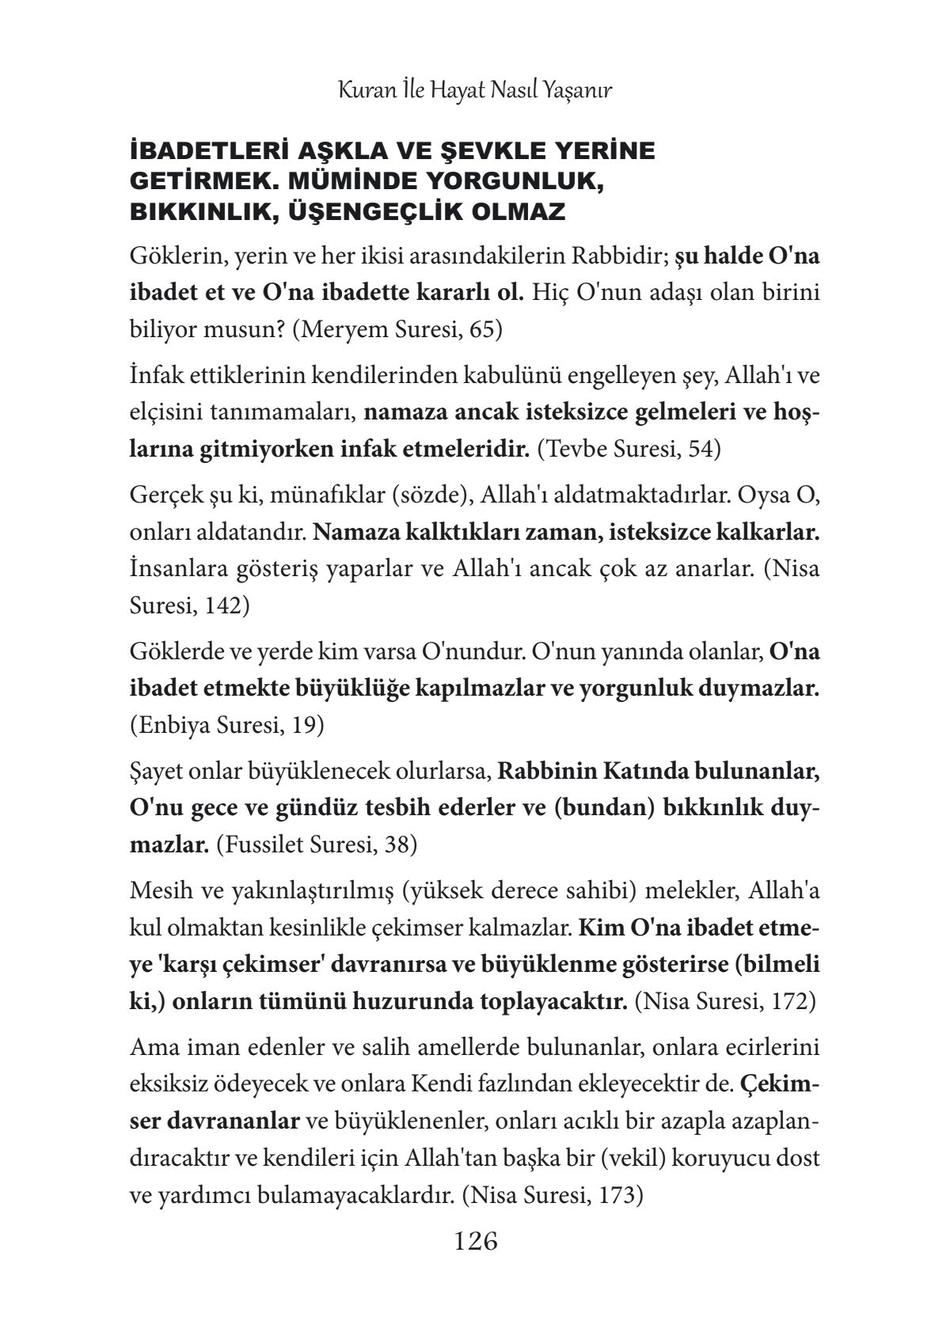 Kuran İle Hayat Nasıl Yaşanır
İBADETLERİ AŞKLA VE ŞEVKLE YERİNE
GETİRMEK. MÜMİNDE YORGUNLUK,
BIKKINLIK, ÜŞENGEÇLİK OLMAZ
Göklerin, yerin ve her ikisi arasındakilerin Rabbidir; şu halde O'na
ibadet et ve O'na ibadette kararlı ol. Hiç O'nun adaşı olan birini
biliyor musun? (Meryem Suresi, 65)
İnfak ettiklerinin kendilerinden kabulünü engelleyen şey, Allah'ı ve
elçisini tanımamaları, namaza ancak isteksizce gelmeleri ve hoş-
larına gitmiyorken infak etmeleridir. (Tevbe Suresi, 54)
Gerçek şu ki, münafıklar (sözde), Allah'ı aldatmaktadırlar. Oysa O,
onları aldatandır. Namaza kalktıkları zaman, isteksizce kalkarlar.
İnsanlara gösteriş yaparlar ve Allah'ı ancak çok az anarlar. (Nisa
Suresi, 142)
Göklerde ve yerde kim varsa O'nundur. O'nun yanında olanlar, O'na
ibadet etmekte büyüklüğe kapılmazlar ve yorgunluk duymazlar.
(Enbiya Suresi, 19)
Şayet onlar büyüklenecek olurlarsa, Rabbinin Katında bulunanlar,
O'nu gece ve gündüz tesbih ederler ve (bundan) bıkkınlık duy-
mazlar. (Fussilet Suresi, 38)
Mesih ve yakınlaştırılmış (yüksek derece sahibi) melekler, Allah'a
kul olmaktan kesinlikle çekimser kalmazlar. Kim O'na ibadet etme-
ye 'karşı çekimser' davranırsa ve büyüklenme gösterirse (bilmeli
ki,) onların tümünü huzurunda toplayacaktır. (Nisa Suresi, 172)
Ama iman edenler ve salih amellerde bulunanlar, onlara ecirlerini
eksiksiz ödeyecek ve onlara Kendi fazlından ekleyecektir de. Çekim-
ser davrananlar ve büyüklenenler, onları acıklı bir azapla azaplan-
dıracaktır ve kendileri için Allah'tan başka bir (vekil) koruyucu dost
ve yardımcı bulamayacaklardır. (Nisa Suresi, 173)
126